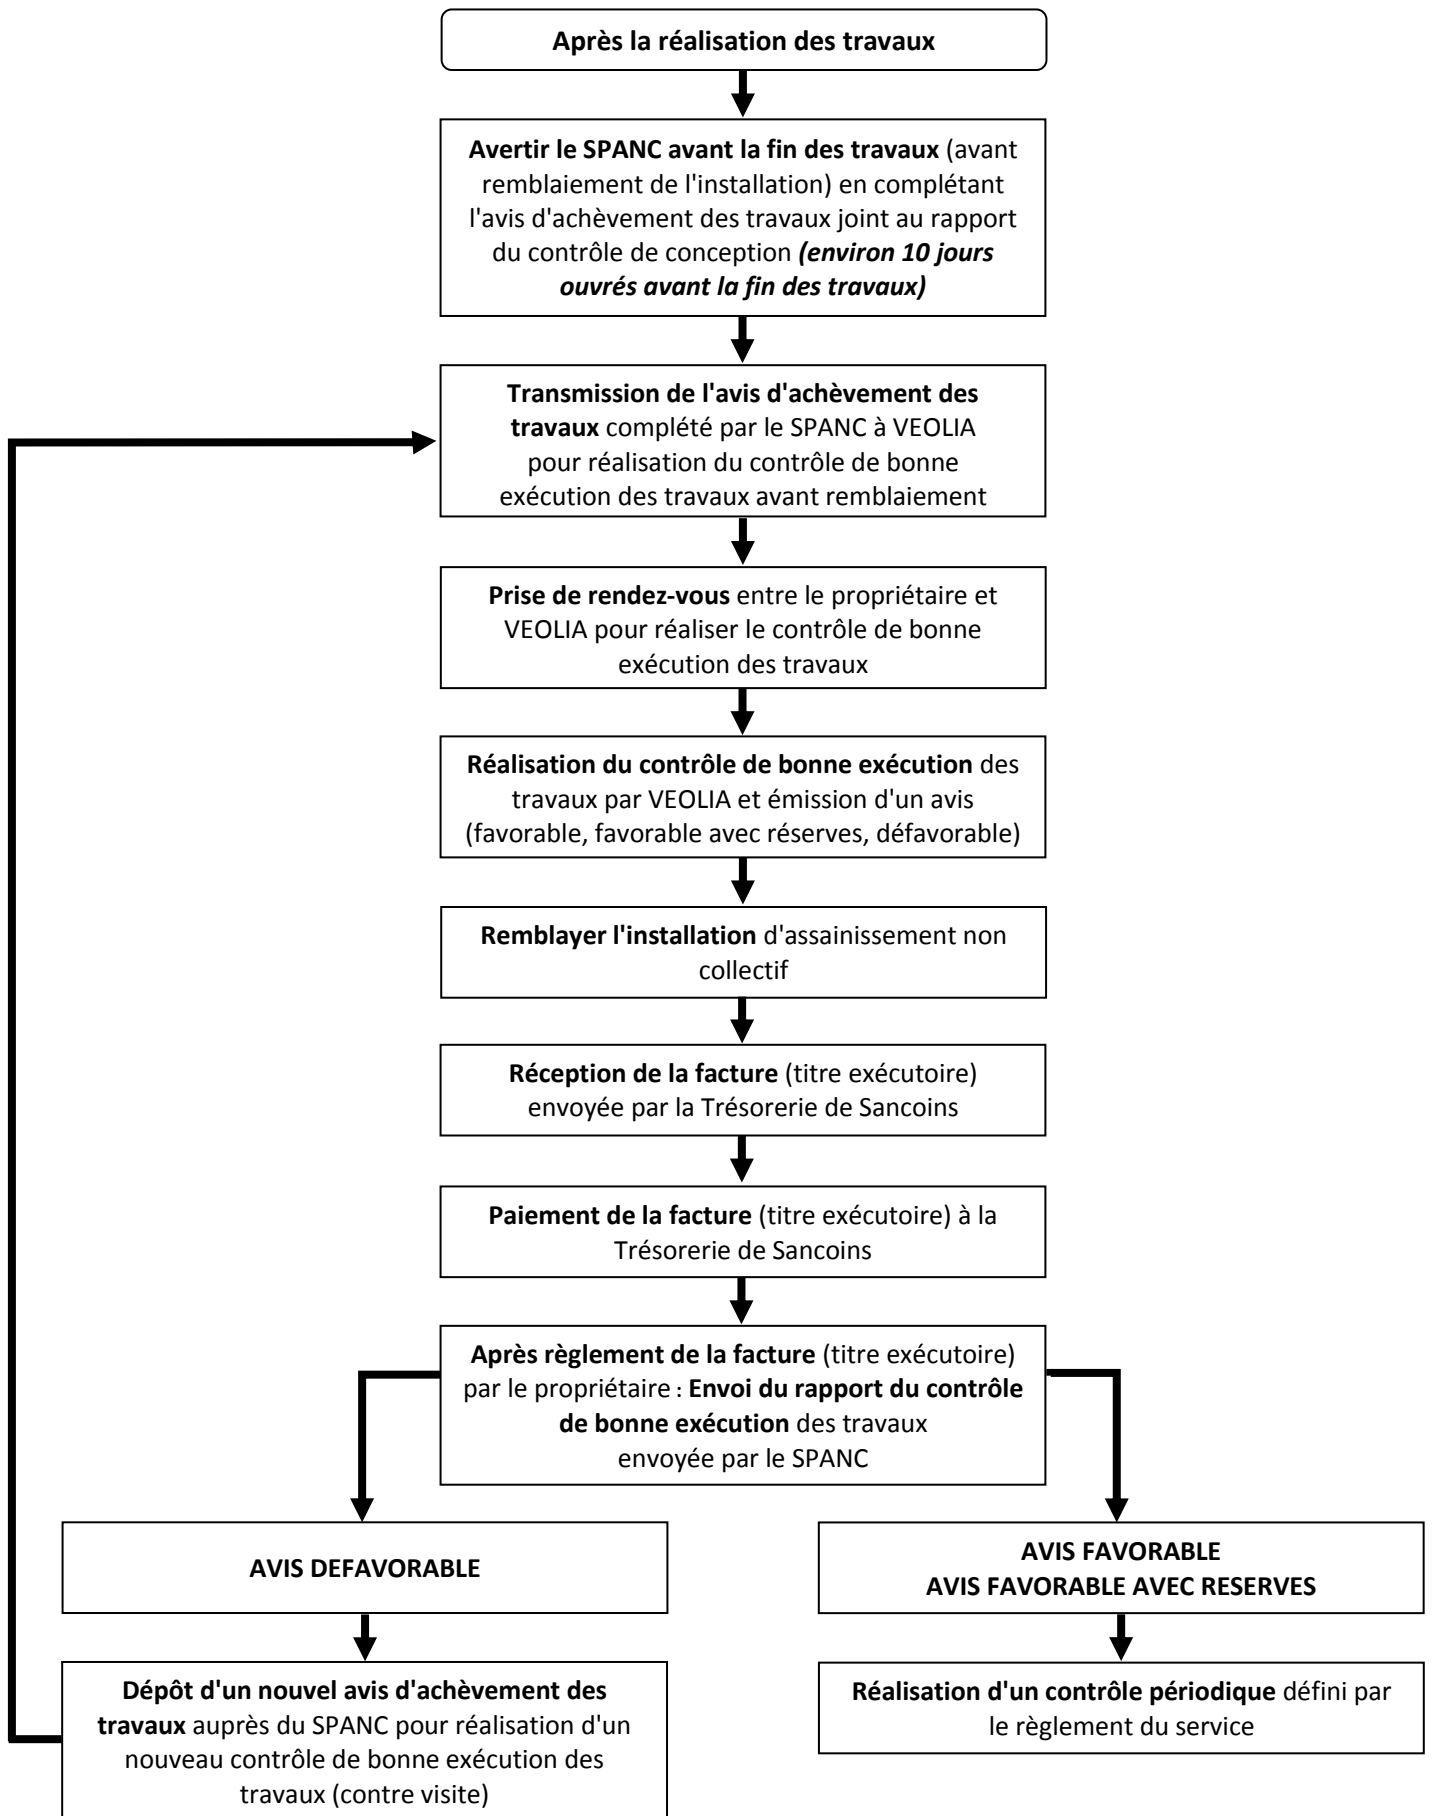 Après la réalisation des travaux
Avertir le SPANC avant la fin des travaux (avant
remblaiement de l'installation) en complétant
l'avis d'achèvement des travaux joint au rapport
du contrôle de conception (environ 10 jours
ouvrés avant la fin des travaux)
Transmission de l'avis d'achèvement des
travaux complété par le SPANC à VEOLIA
pour réalisation du contrôle de bonne
exécution des travaux avant remblaiement
Prise de rendez-vous entre le propriétaire et
VEOLIA pour réaliser le contrôle de bonne
exécution des travaux
Réalisation du contrôle de bonne exécution des
travaux par VEOLIA et émission d'un avis
(favorable, favorable avec réserves, défavorable)
Remblayer l'installation d'assainissement non
collectif
Réception de la facture (titre exécutoire)
envoyée par la Trésorerie de Sancoins
Paiement de la facture (titre exécutoire) à la
Trésorerie de Sancoins
Après règlement de la facture (titre exécutoire)
par le propriétaire : Envoi du rapport du contrôle
de bonne exécution des travaux
envoyée par le SPANC
AVIS DEFAVORABLE
Dépôt d'un nouvel avis d'achèvement des
travaux auprès du SPANC pour réalisation d'un
nouveau contrôle de bonne exécution des
travaux (contre visite)
AVIS FAVORABLE
AVIS FAVORABLE AVEC RESERVES
Réalisation d'un contrôle périodique défini par
le règlement du service